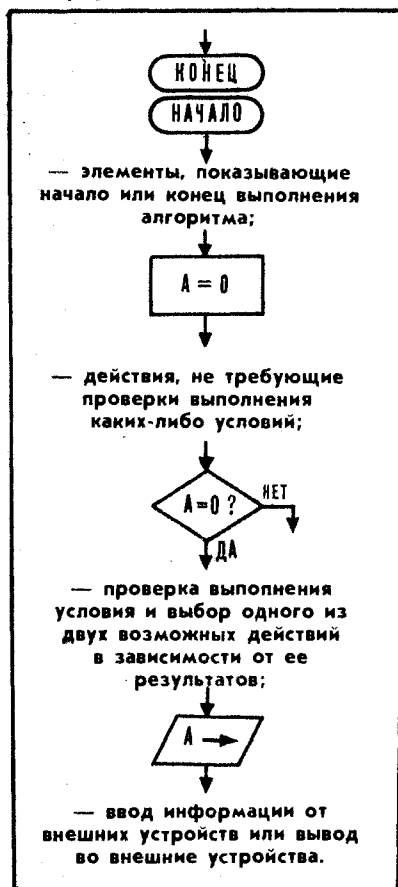 КОНЕЦ
НАЧАЛО
— элементы, показывающие
начало или конец выполнения
алгоритма;
A = 0
— действия, не требующие
проверки выполнения
каких-либо условий;
A=0 ?
НЕТ
ДА
— проверка выпопнения
условия и выбор одного из
двух возможных действий
в зависимости от ее
результатов;
A →
— ввод информации от
внешних устройств или вывод
во внешние устройства.